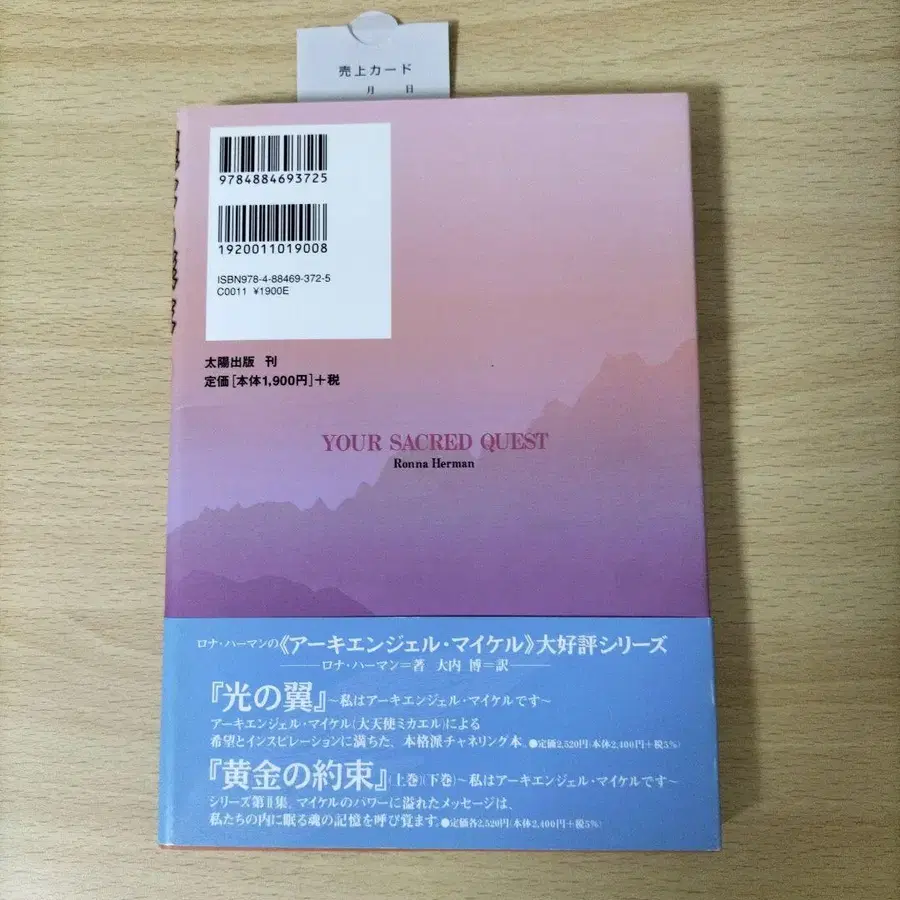 売上カード
月 日
9784884693725
1920011019008
ISBN978-4-88469-372-5
C0011 ¥1900E
太陽出版 刊
定価[本体1,900円]+税
YOUR SACRED QUEST
Ronna Herman
ロナ・ハーマンの《アーキエンジェル・マイケル》大好評シリーズ
ロナ・ハーマン=著 大内 博=訳
『光の翼』~私はアーキエンジェル・マイケルです~
アーキエンジェル・マイケル(大天使ミカエル)による
希望とインスピレーションに満ちた、本格派チャネリング本。●定価2,520円(本体2,400円+税5%)
『黄金の約束』(上巻)(下巻)~私はアーキエンジェル・マイケルです~
シリーズ第Ⅱ集。マイケルのパワーに溢れたメッセージは、
私たちの内に眠る魂の記憶を呼び覚ます。●定価各2,520円(本体2,400円+税5%)